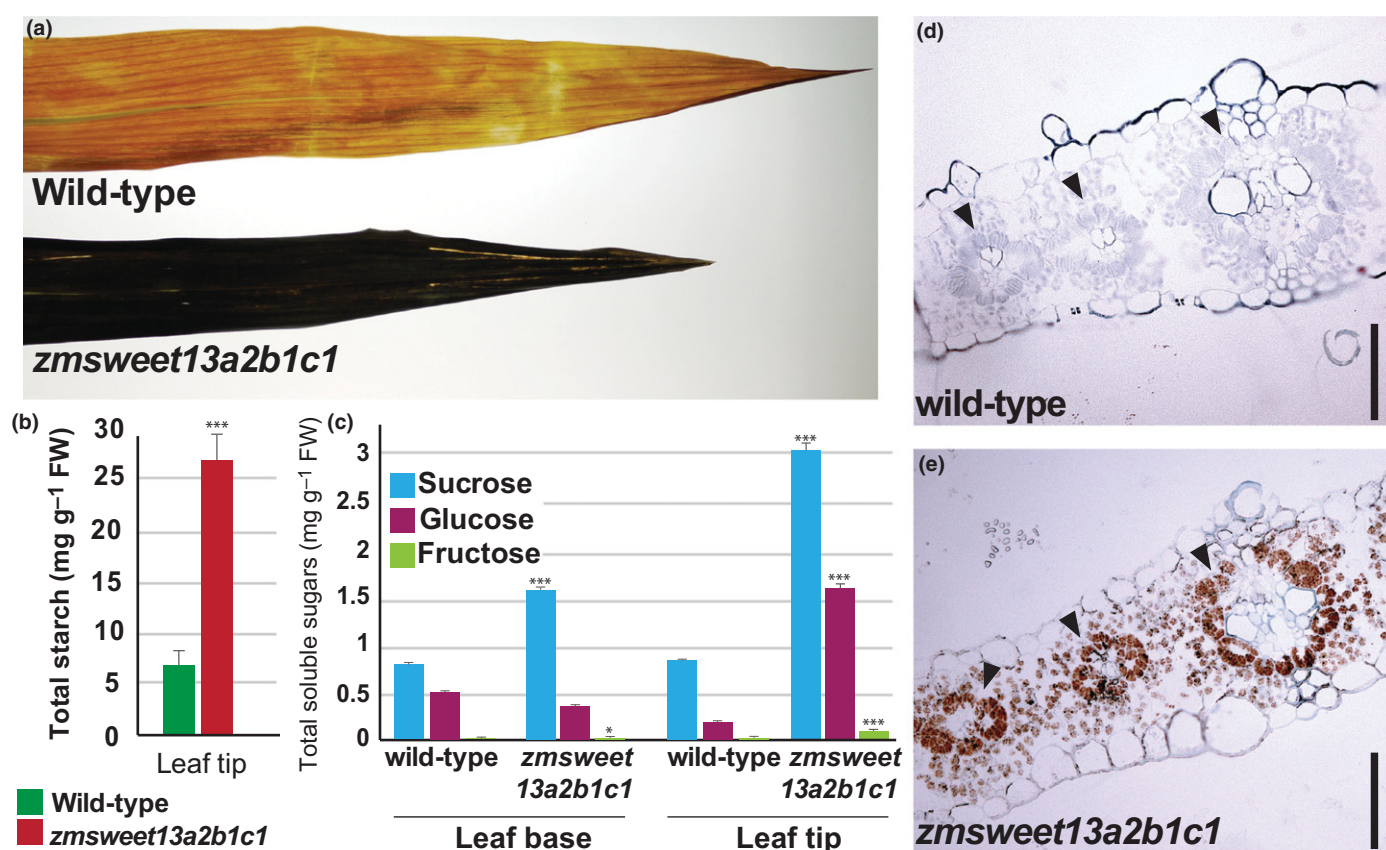 (a)
Wild-type
zmsweet13a2b1c1
(b)
Total starch (mg g⁻¹ FW)
30
25
20
15
10
5
0
***
Leaf tip
Wild-type
zmsweet13a2b1c1
(c)
Total soluble sugars (mg g⁻¹ FW)
3
2.5
2
1.5
1
0.5
0
Sucrose
Glucose
Fructose
***
*
***
***
***
wild-type
zmsweet
13a2b1c1
wild-type
zmsweet
13a2b1c1
Leaf base
Leaf tip
(d)
wild-type
(e)
zmsweet13a2b1c1